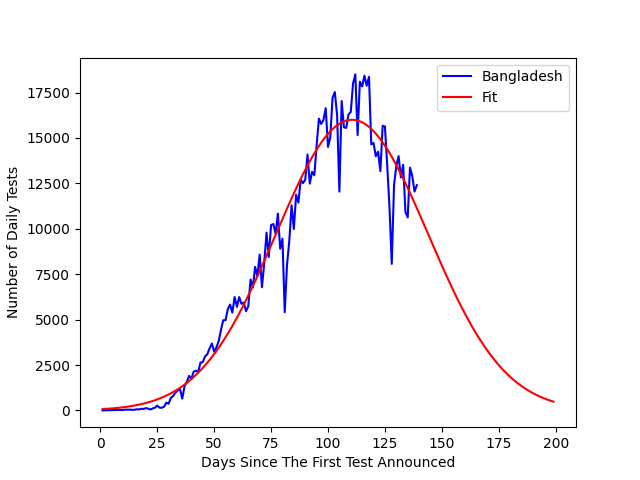 Bangladesh
Fit
17500
15000
12500
10000
7500
5000
2500
0
Number of Daily Tests
0 25 50 75 100 125 150 175 200
Days Since The First Test Announced